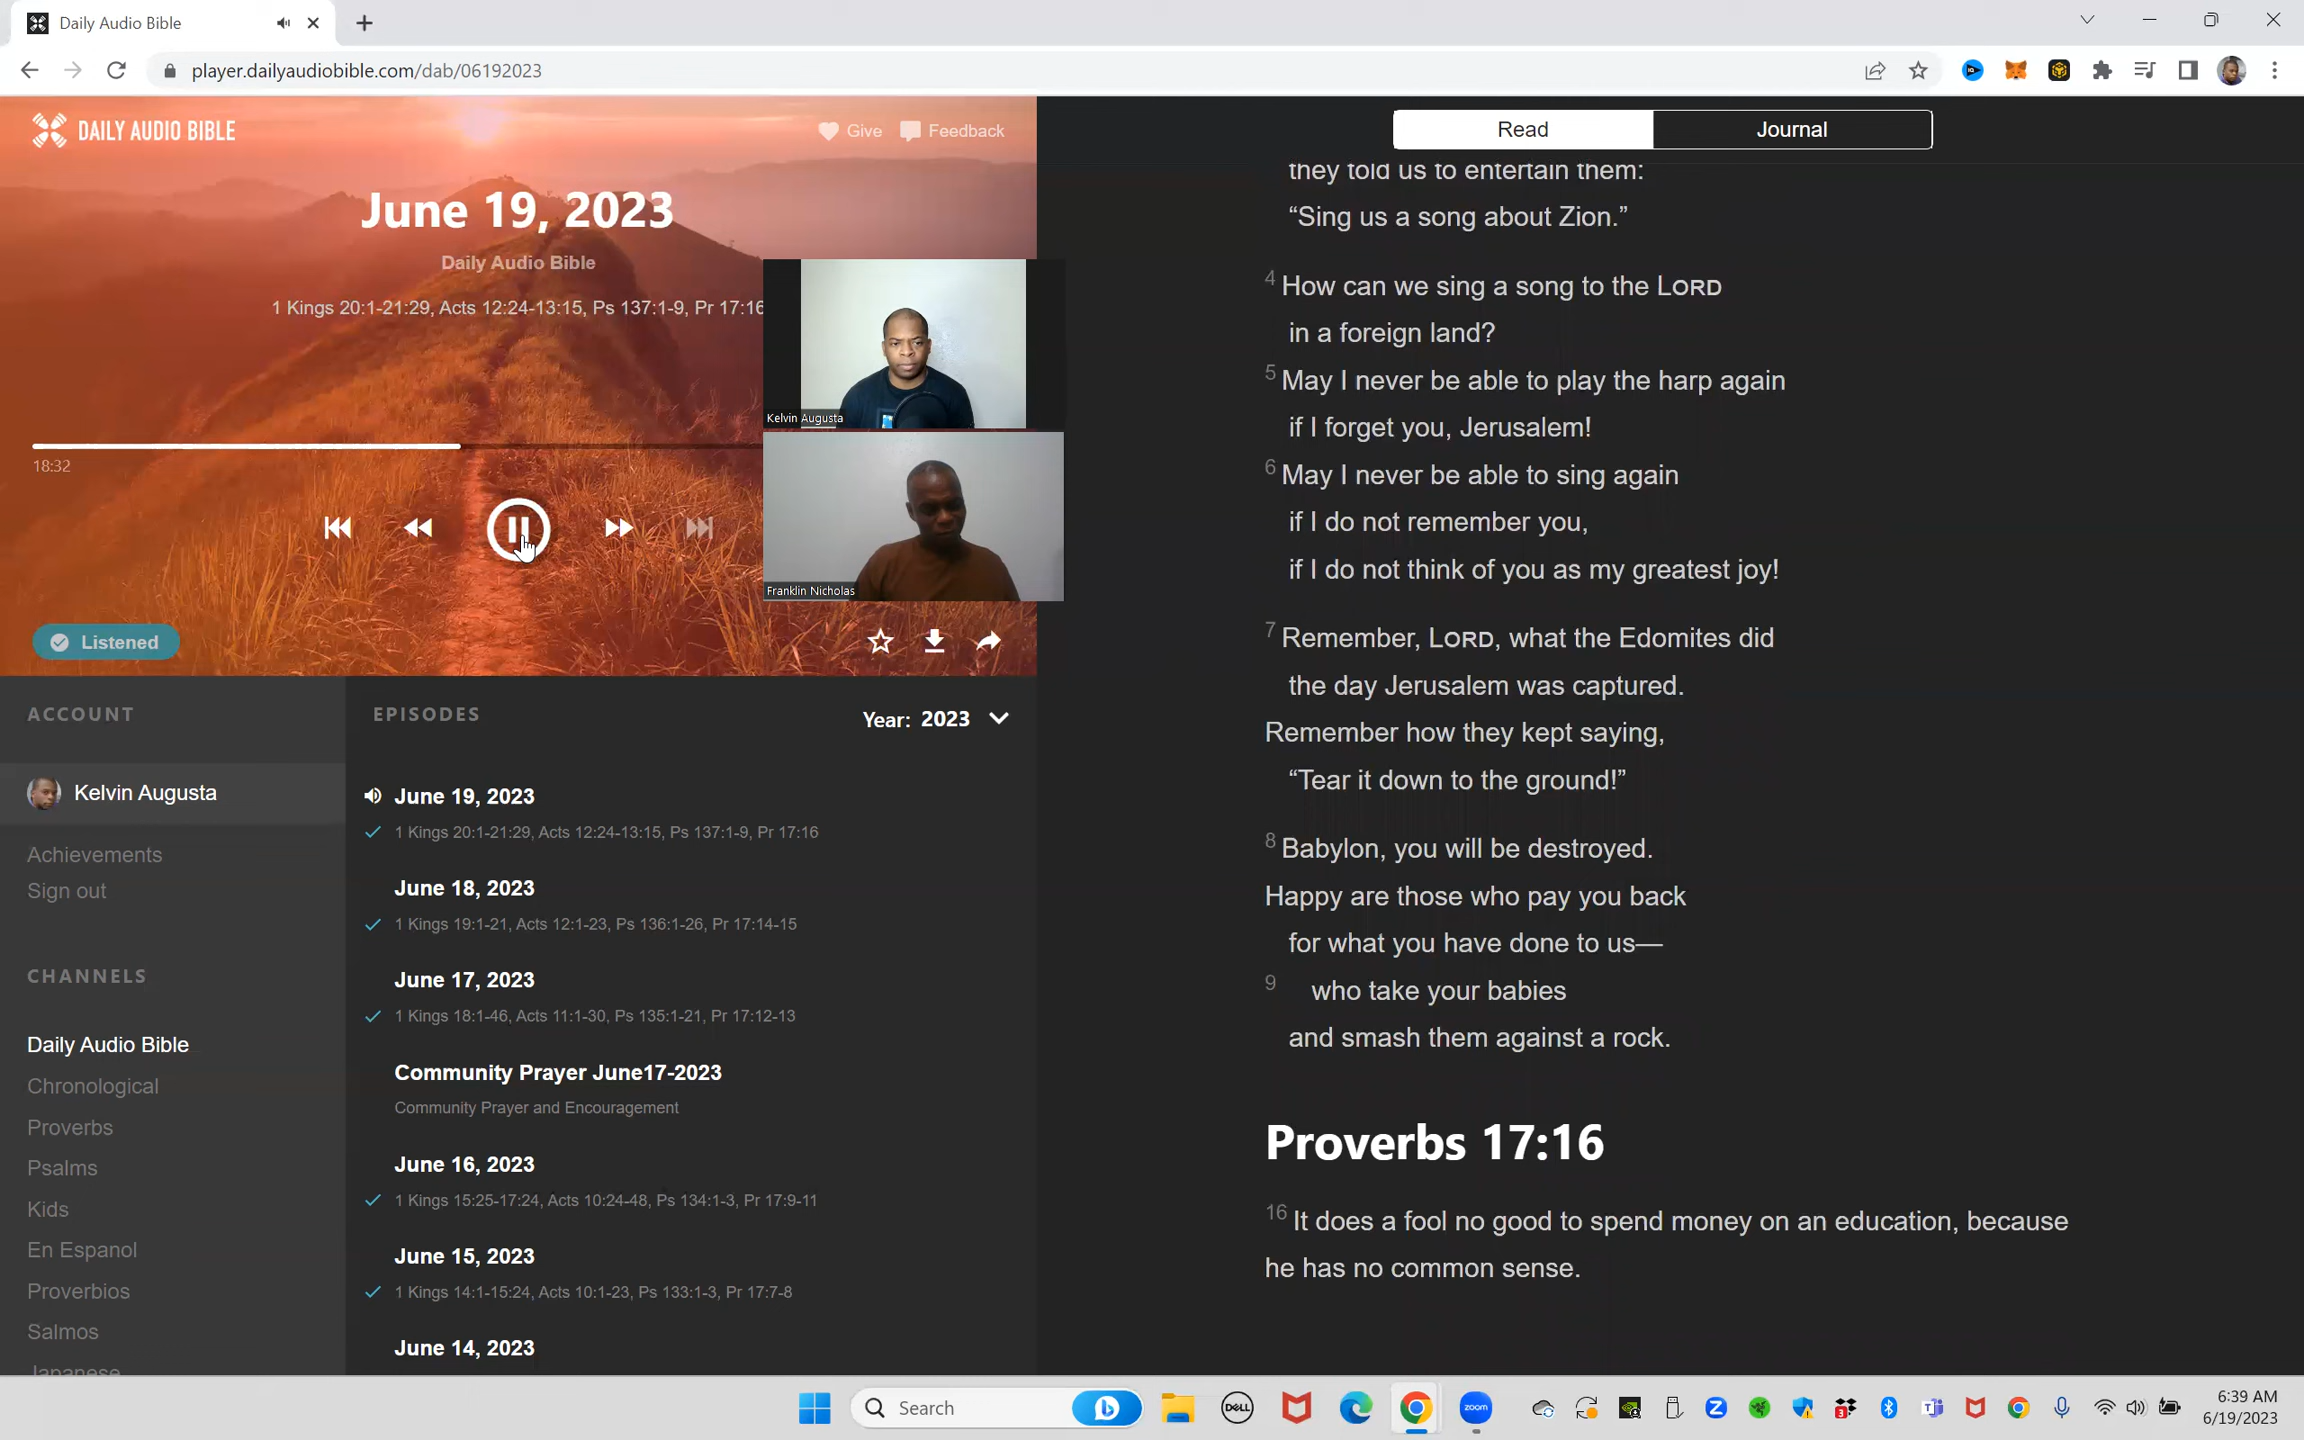 Daily Audio Bible
player.dailyaudiobible.com/dab/06192023
DAILY AUDIO BIBLE
Give
Feedback
June 19, 2023
Daily Audio Bible
1 Kings 20:1-21:29, Acts 12:24-13:15, Ps 137:1-9, Pr 17:16
18:32
Kelvin Augusta
Franklin Nicholas
Listened
ACCOUNT
Kelvin Augusta
Achievements
Sign out
CHANNELS
Daily Audio Bible
Chronological
Proverbs
Psalms
Kids
En Espanol
Proverbios
Salmos
Japanese
EPISODES
Year: 2023
June 19, 2023
1 Kings 20:1-21:29, Acts 12:24-13:15, Ps 137:1-9, Pr 17:16
June 18, 2023
1 Kings 19:1-21, Acts 12:1-23, Ps 136:1-26, Pr 17:14-15
June 17, 2023
1 Kings 18:1-46, Acts 11:1-30, Ps 135:1-21, Pr 17:12-13
Community Prayer June17-2023
Community Prayer and Encouragement
June 16, 2023
1 Kings 15:25-17:24, Acts 10:24-48, Ps 134:1-3, Pr 17:9-11
June 15, 2023
1 Kings 14:1-15:24, Acts 10:1-23, Ps 133:1-3, Pr 17:7-8
June 14, 2023
Read
Journal
they told us to entertain them:
“Sing us a song about Zion.”
4 How can we sing a song to the LORD
in a foreign land?
5 May I never be able to play the harp again
if I forget you, Jerusalem!
6 May I never be able to sing again
if I do not remember you,
if I do not think of you as my greatest joy!
7 Remember, LORD, what the Edomites did
the day Jerusalem was captured.
Remember how they kept saying,
“Tear it down to the ground!”
8 Babylon, you will be destroyed.
Happy are those who pay you back
for what you have done to us—
9 who take your babies
and smash them against a rock.
Proverbs 17:16
16 It does a fool no good to spend money on an education, because
he has no common sense.
Search
DELL
zoom
6:39 AM
6/19/2023